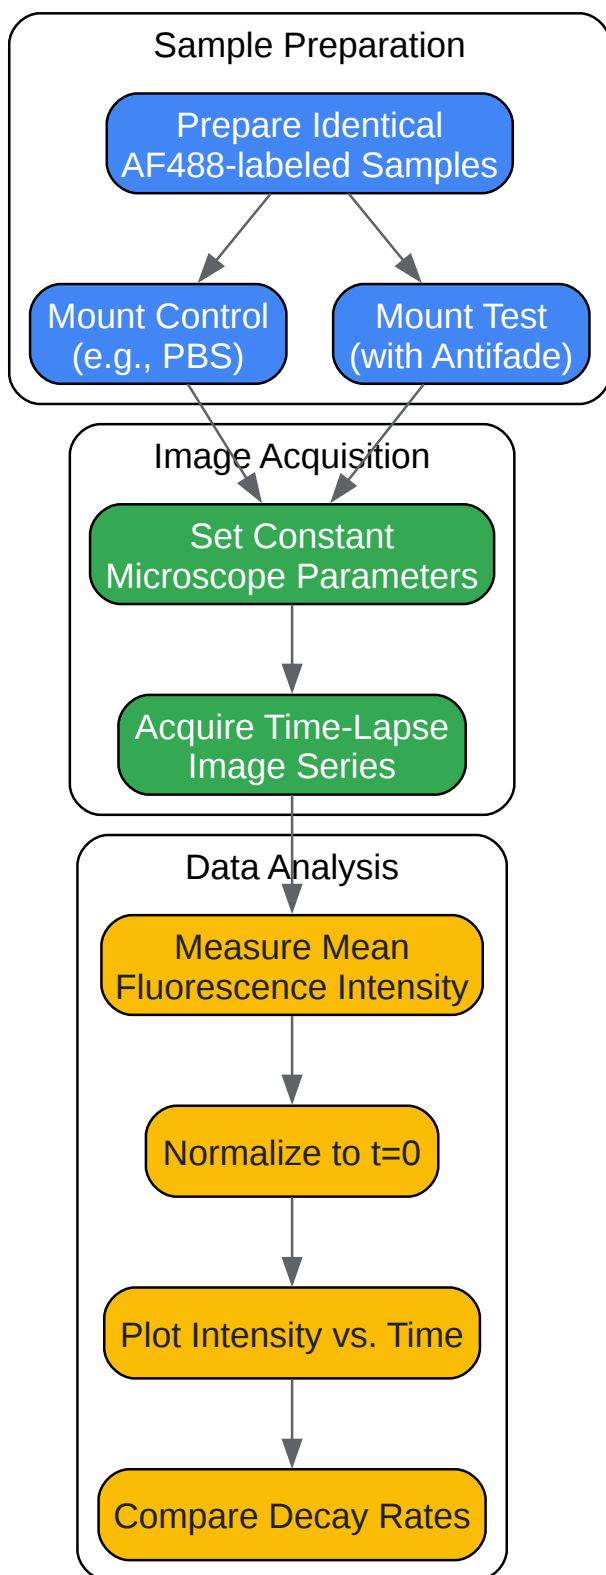 Sample Preparation
Prepare Identical
AF488-labeled Samples
Mount Control
(e.g., PBS)
Mount Test
(with Antifade)
Image Acquisition
Set Constant
Microscope Parameters
Acquire Time-Lapse
Image Series
Data Analysis
Measure Mean
Fluorescence Intensity
Normalize to t=0
Plot Intensity vs. Time
Compare Decay Rates